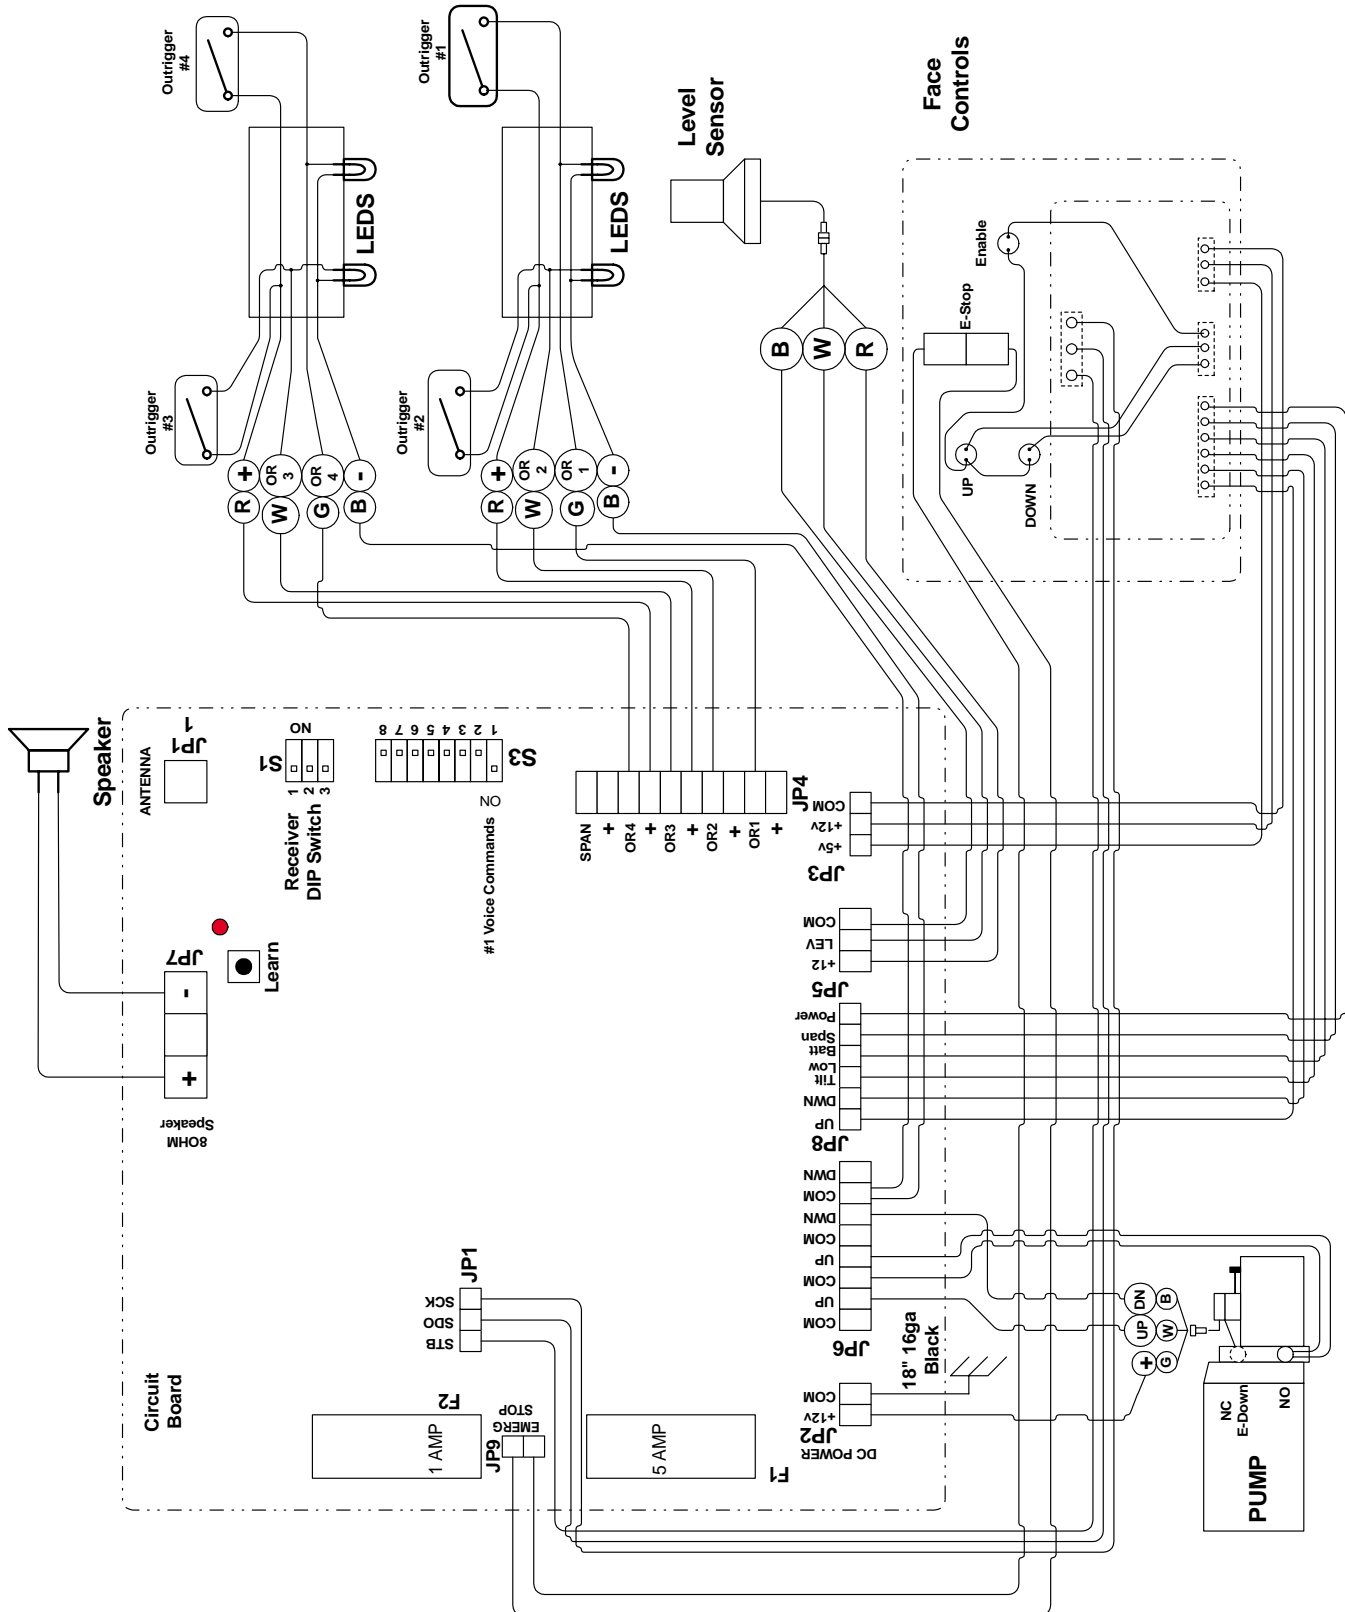 Outrigger
#4
Outrigger
#1
LEDS
LEDS
Level
Sensor
Face
Controls
Enable
E-Stop
UP
DOWN
Outrigger
#3
Outrigger
#2
+
OR
3
OR
4
-
R
W
G
B
+
OR
2
OR
1
-
R
W
G
B
B
W
R
Speaker
ANTENNA
JP1
1
S1
ON
1
2
3
Receiver
DIP Switch
8
7
6
5
4
3
2
1
S3
ON
#1 Voice Commands
SPAN
+
OR4
+
OR3
+
OR2
+
OR1
+
JP4
COM
+12v
+5v
JP3
JP7
-
+
Learn
8OHM
Speaker
COM
LEV
+12
JP5
Power
Span
Batt
Low
Tilt
DWN
UP
JP8
DWN
COM
DWN
COM
UP
COM
UP
COM
JP6
JP1
SCK
SDO
STB
18" 16ga
Black
Circuit
Board
F2
1 AMP
EMERG
STOP
JP9
5 AMP
F1
COM
+12v
JP2
DC POWER
DN
B
UP
W
+
G
NC
E-Down
NO
PUMP